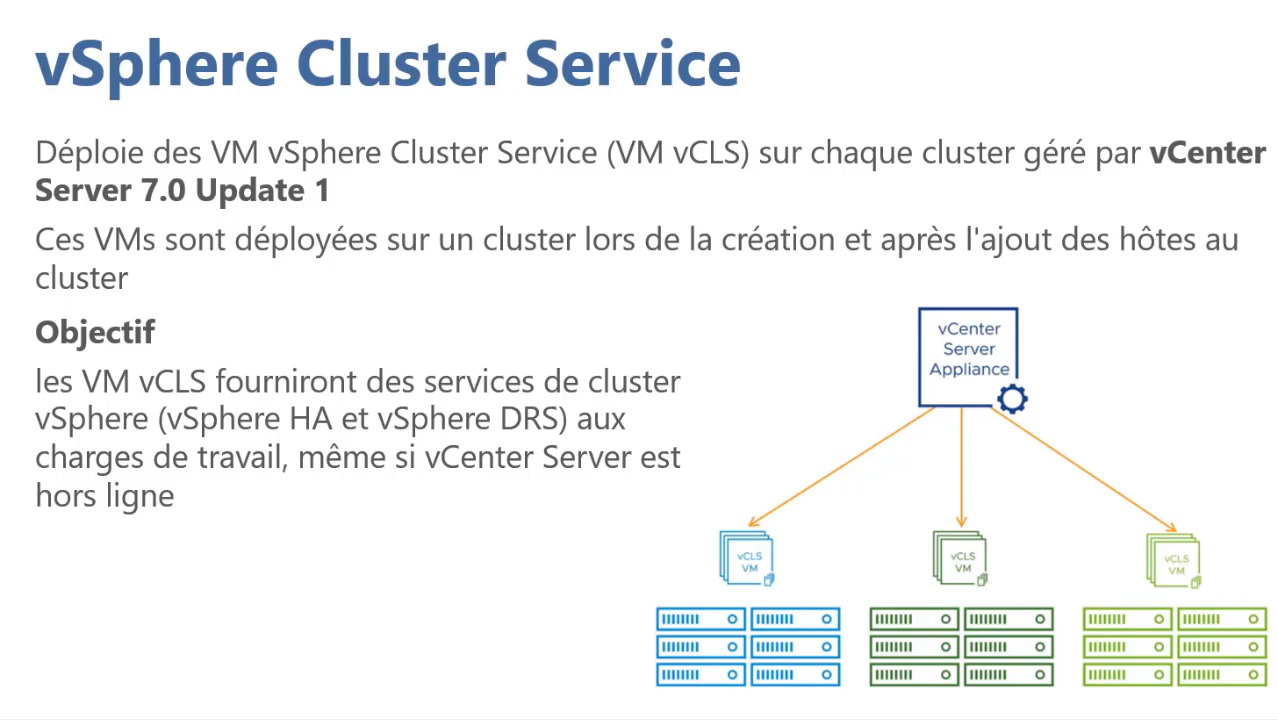 vSphere Cluster Service
Déploie des VM vSphere Cluster Service (VM vCLS) sur chaque cluster géré par vCenter
Server 7.0 Update 1
Ces VMs sont déployées sur un cluster lors de la création et après l'ajout des hôtes au
cluster
Objectif
les VM vCLS fourniront des services de cluster
vSphere (vSphere HA et vSphere DRS) aux
charges de travail, même si vCenter Server est
hors ligne
vCenter
Server
Appliance
vCLS
VM
vCLS
VM
vCLS
VM